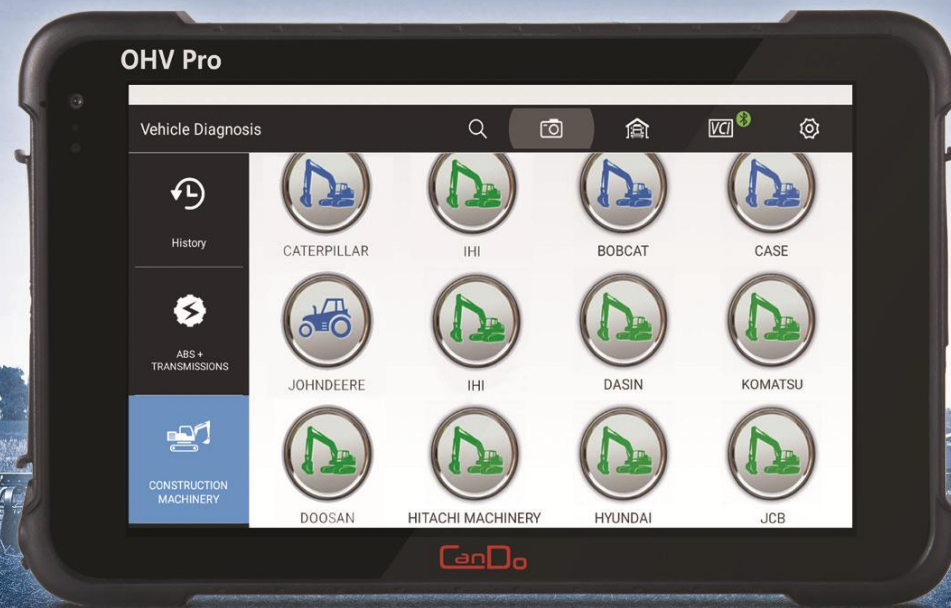 OHV Pro
Vehicle Diagnosis
VCI
History
CATERPILLAR
IHI
BOBCAT
CASE
ABS +
TRANSMISSIONS
JOHNDEERE
IHI
DASIN
KOMATSU
CONSTRUCTION
MACHINERY
DOOSAN
HITACHI MACHINERY
HYUNDAI
JCB
CanDo